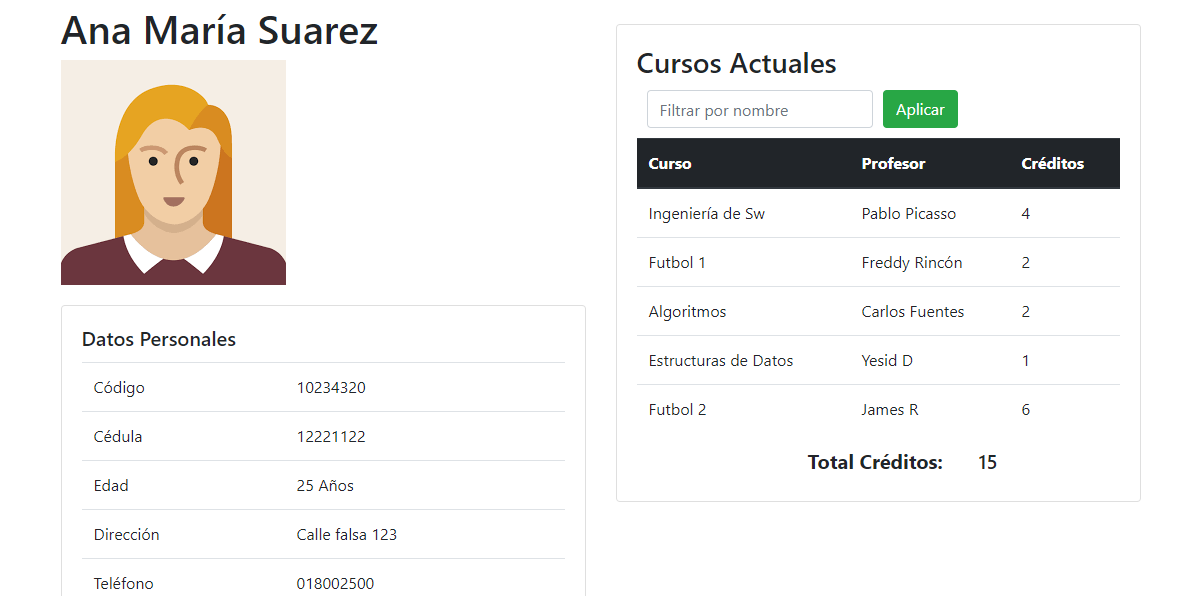 Ana María Suarez
Datos Personales
Código 10234320
Cédula 12221122
Edad 25 Años
Dirección Calle falsa 123
Teléfono 018002500
Cursos Actuales
Filtrar por nombre Aplicar
Curso Profesor Créditos
Ingeniería de Sw Pablo Picasso 4
Futbol 1 Freddy Rincón 2
Algoritmos Carlos Fuentes 2
Estructuras de Datos Yesid D 1
Futbol 2 James R 6
Total Créditos: 15